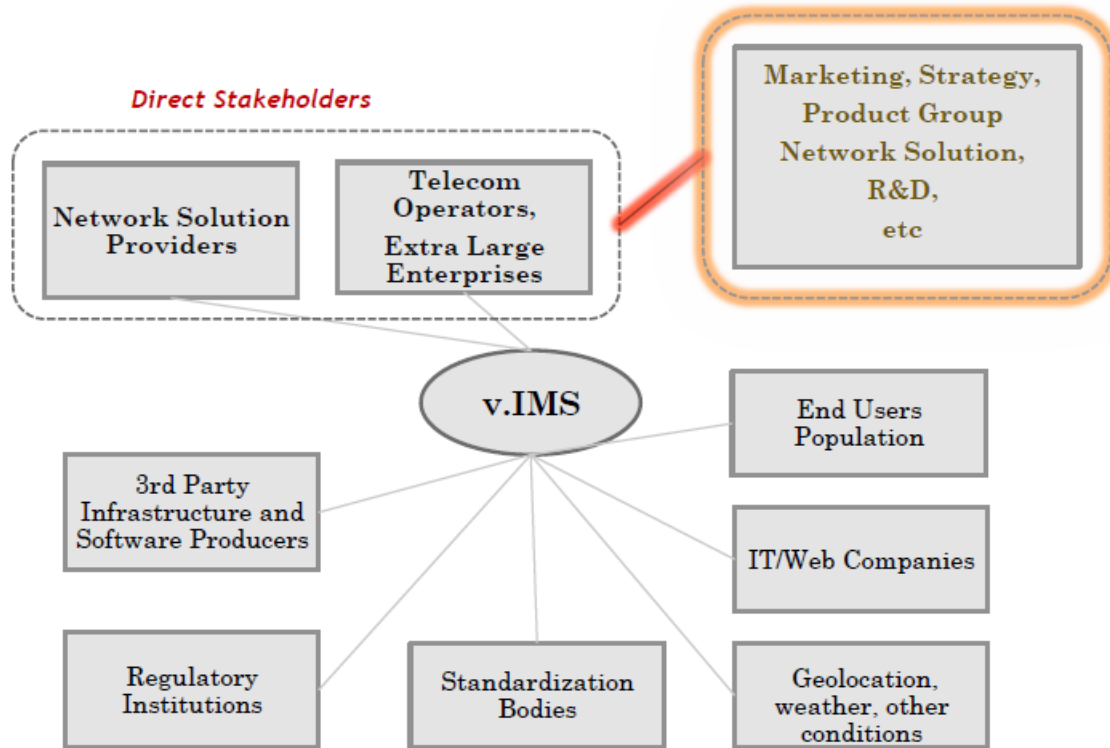 Direct Stakeholders
Network Solution
Providers
Telecom
Operators,
Extra Large
Enterprises
Marketing, Strategy,
Product Group
Network Solution,
R&D,
etc
v.IMS
End Users
Population
3rd Party
Infrastructure and
Software Producers
IT/Web Companies
Regulatory
Institutions
Standardization
Bodies
Geolocation,
weather, other
conditions